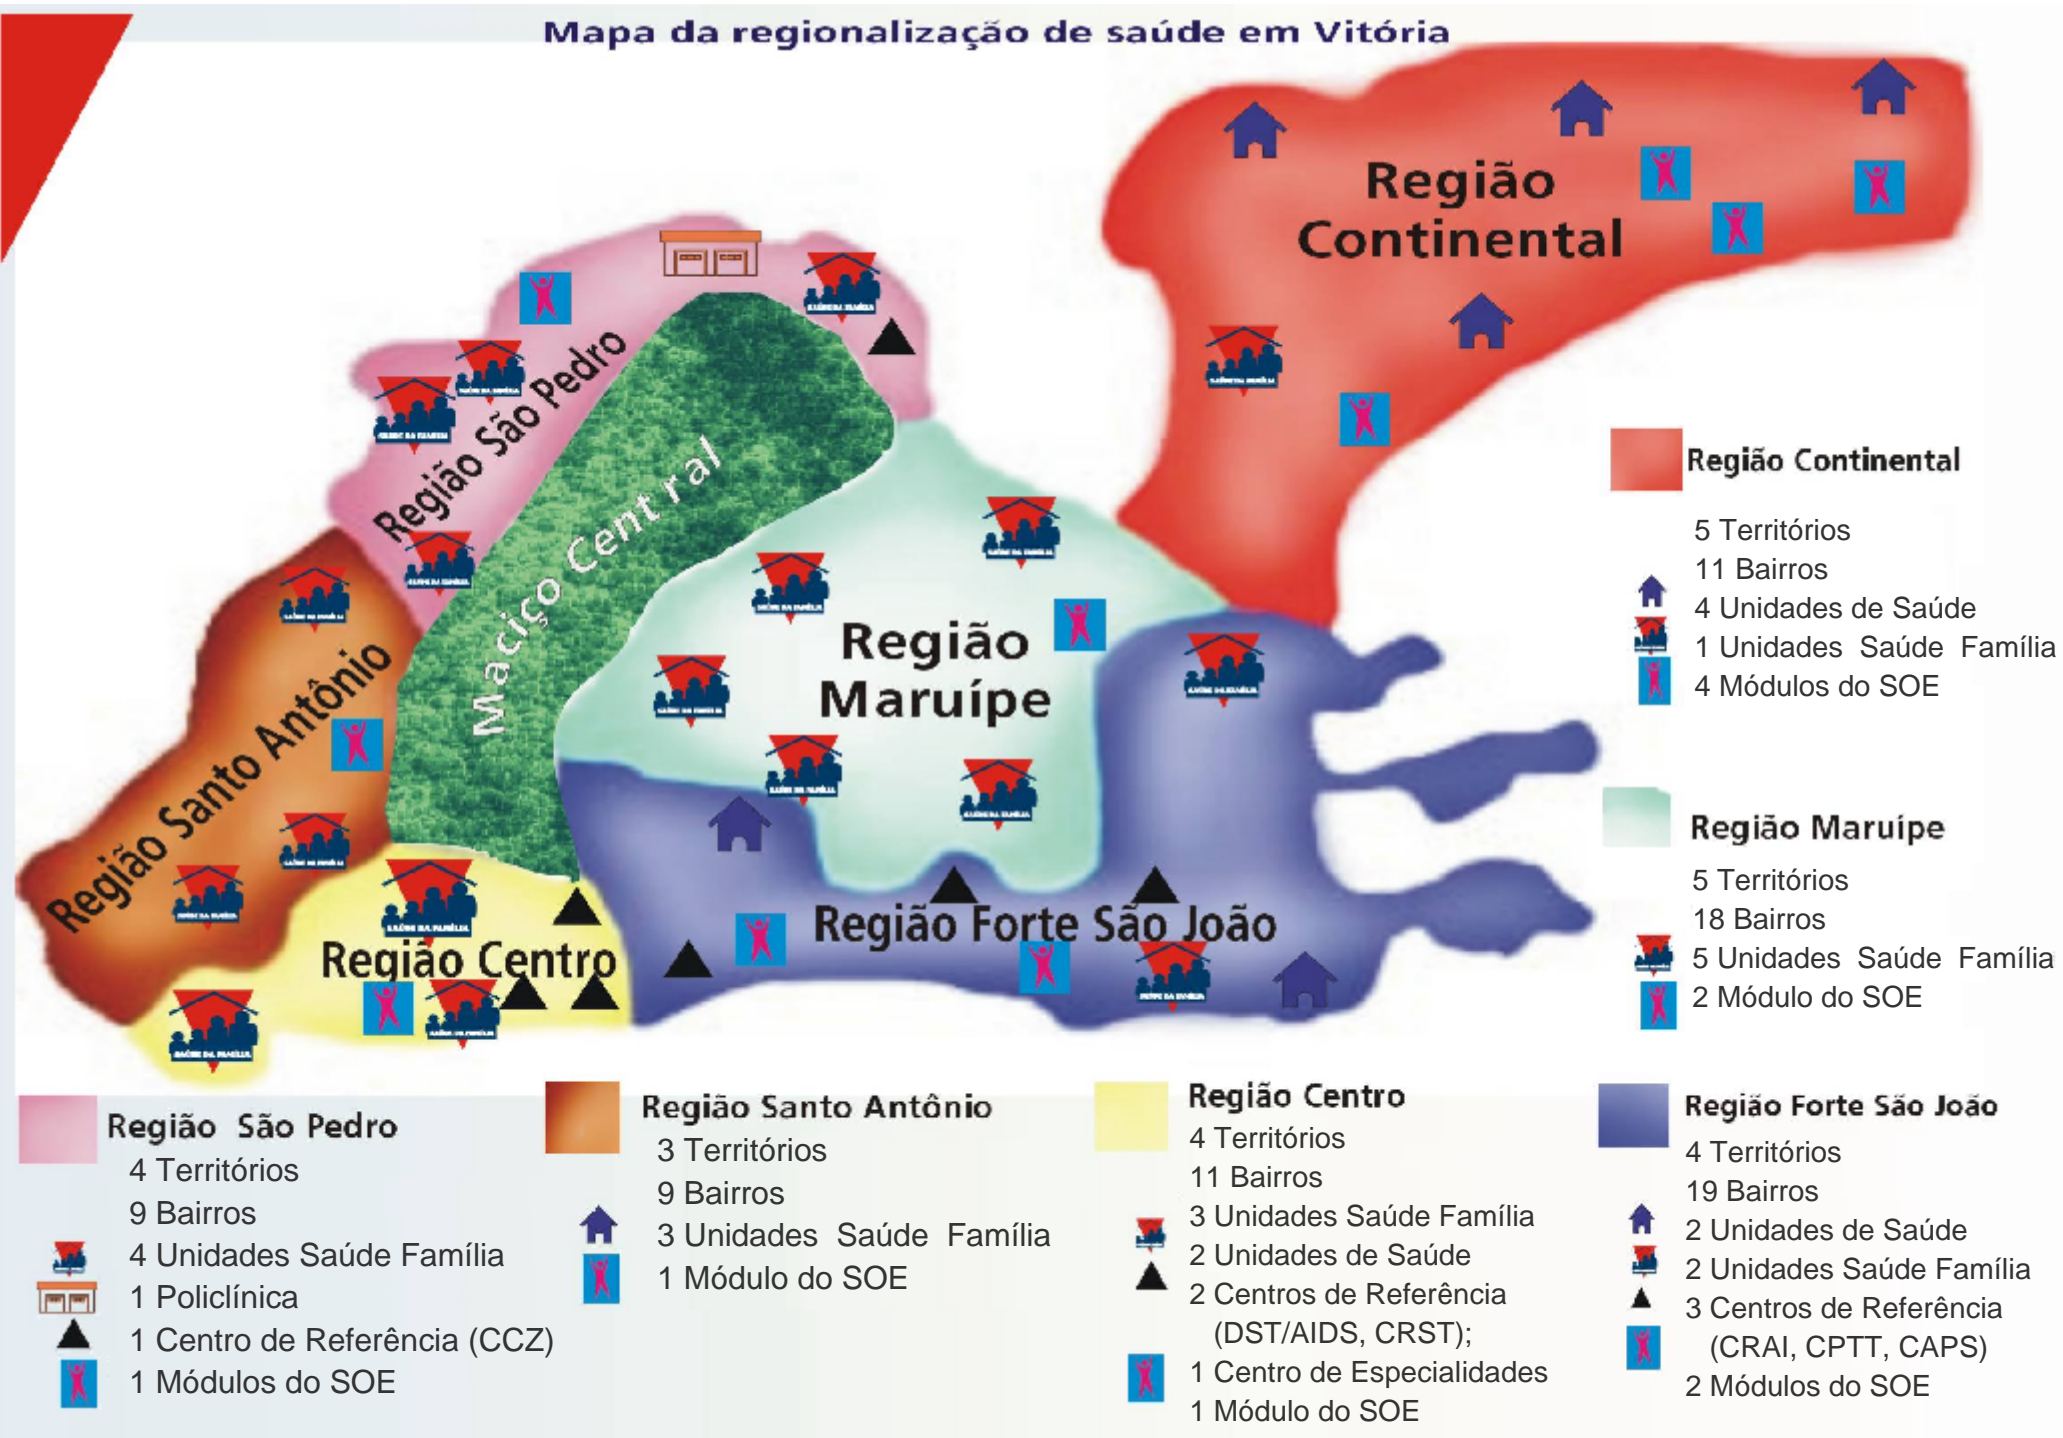 Mapa da regionalização de saúde em Vitória
Região
Continental
Região São Pedro
Maciço Central
Região Santo Antônio
Região
Maruípe
Região Forte São João
Região Centro
Região Continental
5 Territórios
11 Bairros
4 Unidades de Saúde
1 Unidades Saúde Família
4 Módulos do SOE
Região Maruípe
5 Territórios
18 Bairros
5 Unidades Saúde Família
2 Módulo do SOE
Região São Pedro
4 Territórios
9 Bairros
4 Unidades Saúde Família
1 Policlínica
1 Centro de Referência (CCZ)
1 Módulos do SOE
Região Santo Antônio
3 Territórios
9 Bairros
3 Unidades Saúde Família
1 Módulo do SOE
Região Centro
4 Territórios
11 Bairros
3 Unidades Saúde Família
2 Unidades de Saúde
2 Centros de Referência
(DST/AIDS, CRST);
1 Centro de Especialidades
1 Módulo do SOE
Região Forte São João
4 Territórios
19 Bairros
2 Unidades de Saúde
2 Unidades Saúde Família
3 Centros de Referência
(CRAI, CPTT, CAPS)
2 Módulos do SOE